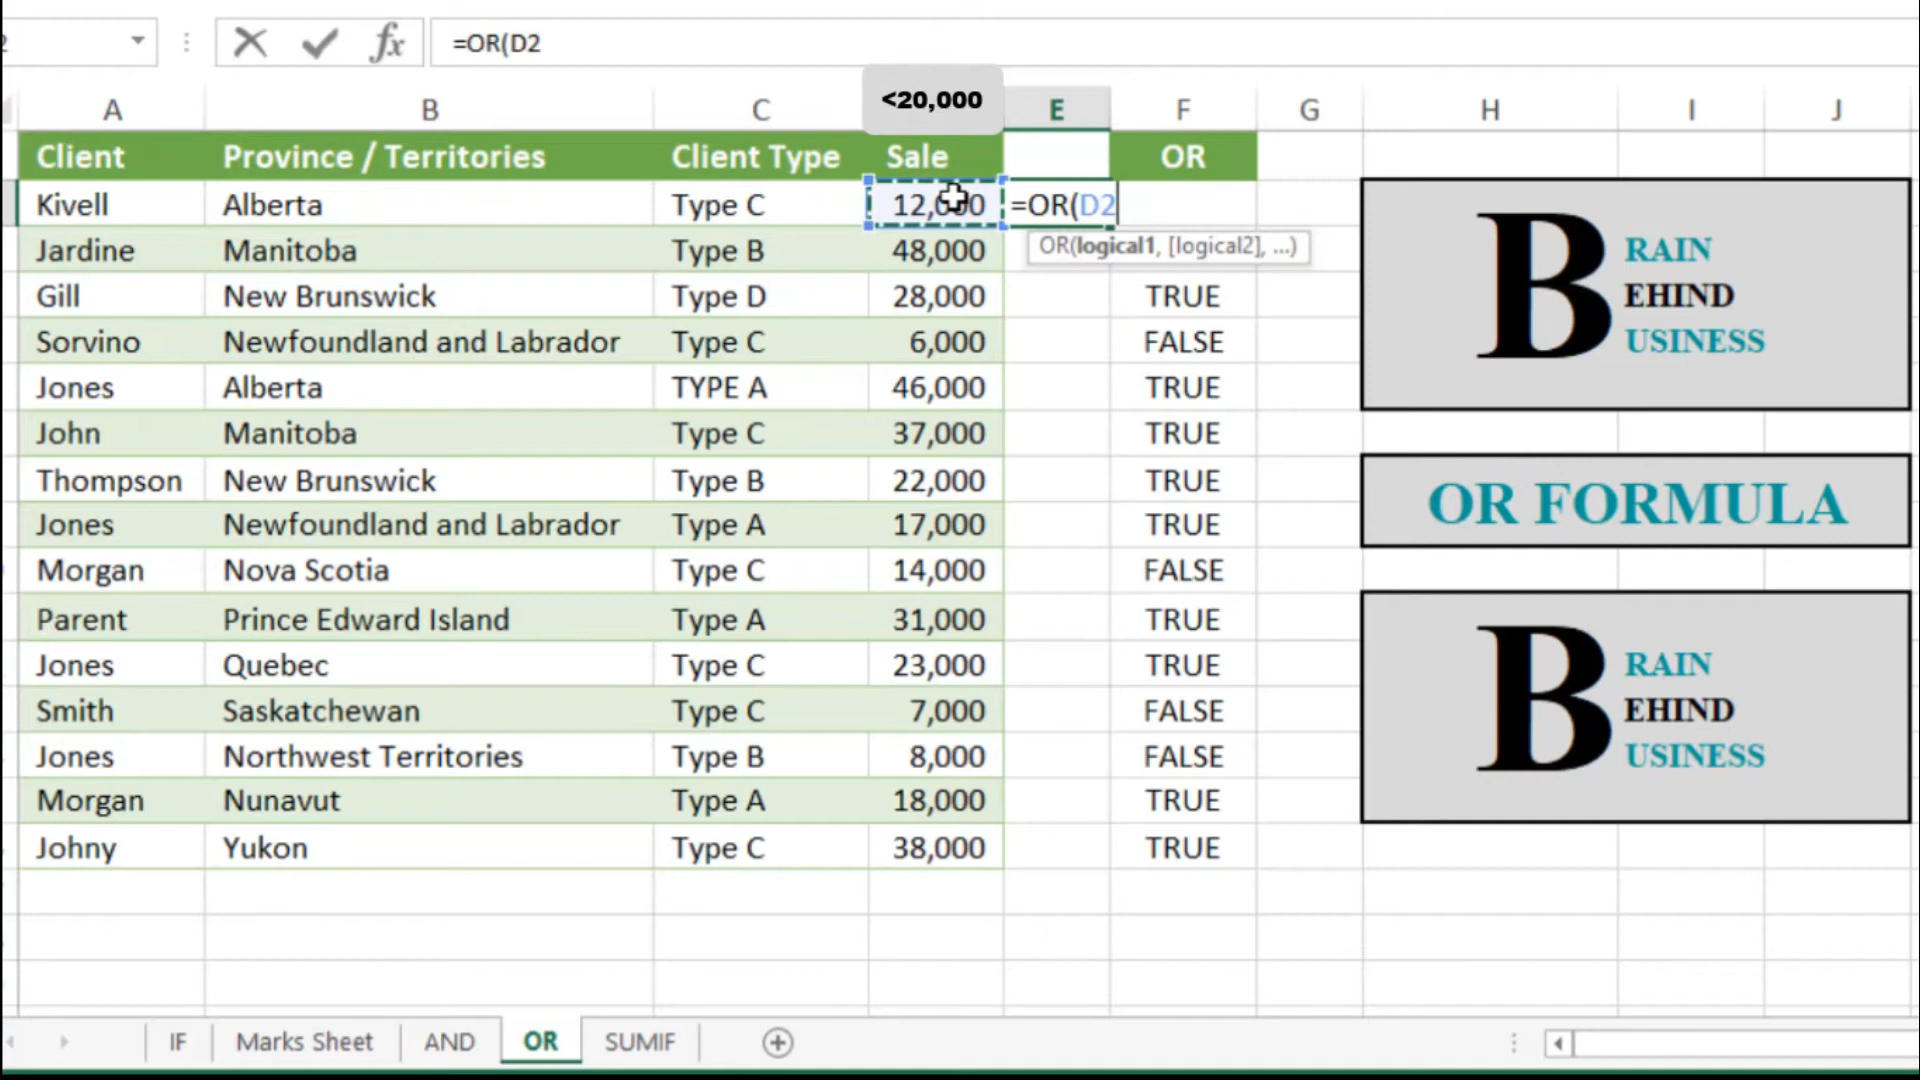 =OR(D2
<20,000
A B C E F G H I J
Client Province / Territories Client Type Sale OR
Kivell Alberta Type C 12,000 =OR(D2
Jardine Manitoba Type B 48,000 OR(logical1, [logical2], ...)
Gill New Brunswick Type D 28,000 TRUE
Sorvino Newfoundland and Labrador Type C 6,000 FALSE
Jones Alberta TYPE A 46,000 TRUE
John Manitoba Type C 37,000 TRUE
Thompson New Brunswick Type B 22,000 TRUE
Jones Newfoundland and Labrador Type A 17,000 TRUE
Morgan Nova Scotia Type C 14,000 FALSE
Parent Prince Edward Island Type A 31,000 TRUE
Jones Quebec Type C 23,000 TRUE
Smith Saskatchewan Type C 7,000 FALSE
Jones Northwest Territories Type B 8,000 FALSE
Morgan Nunavut Type A 18,000 TRUE
Johny Yukon Type C 38,000 TRUE
BRAIN
BEHIND
BUSINESS
OR FORMULA
BRAIN
BEHIND
BUSINESS
IF Marks Sheet AND OR SUMIF